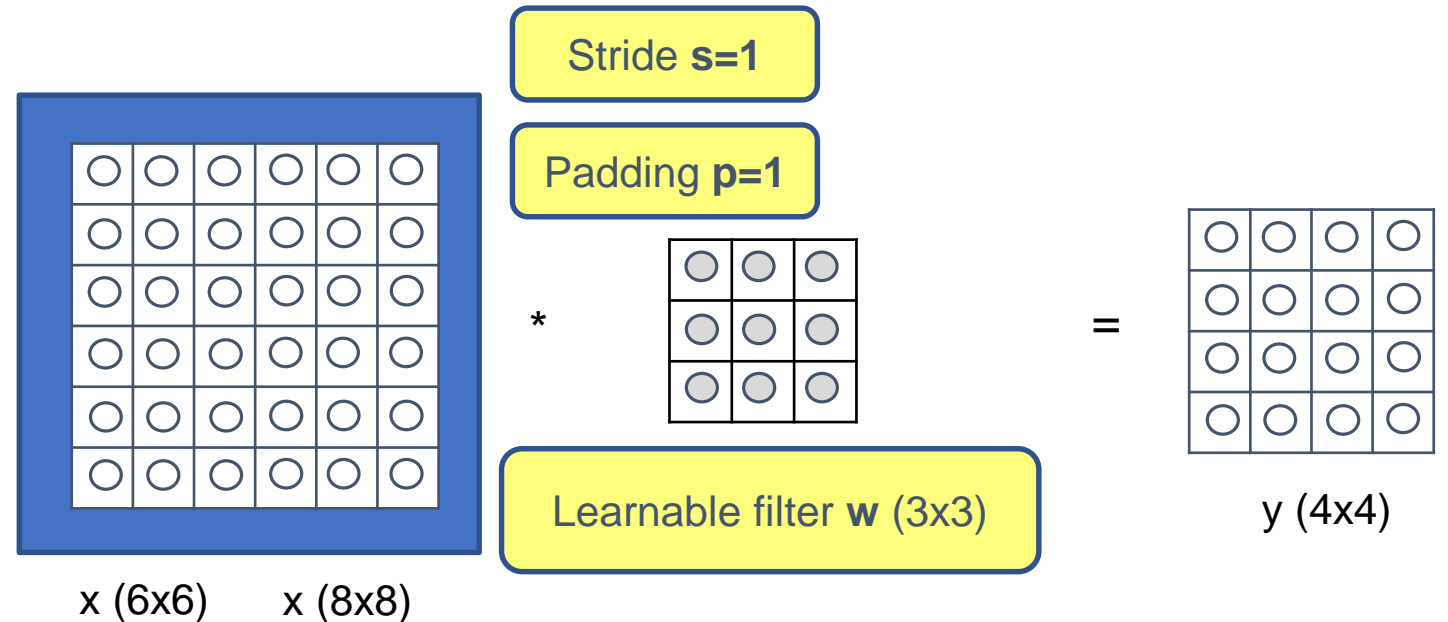 Stride s=1
Padding p=1
*
=
Learnable filter w (3x3)
y (4x4)
x (6x6) x (8x8)